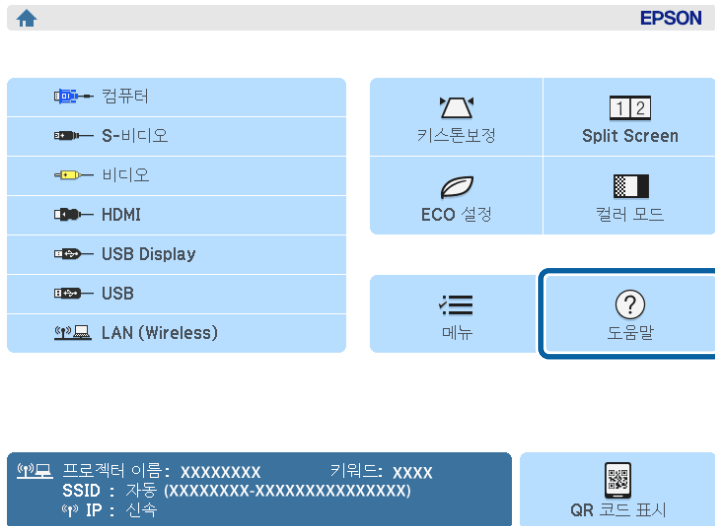 EPSON
컴퓨터
S-비디오
비디오
HDMI
USB Display
USB
LAN (Wireless)
키스톤보정
1 2
Split Screen
ECO 설정
컬러 모드
메뉴
?
도움말
프로젝터 이름: XXXXXXXX 키워드: XXXX
SSID : 자동 (XXXXXXXX-XXXXXXXXXXXXXXX)
IP : 신속
QR 코드 표시